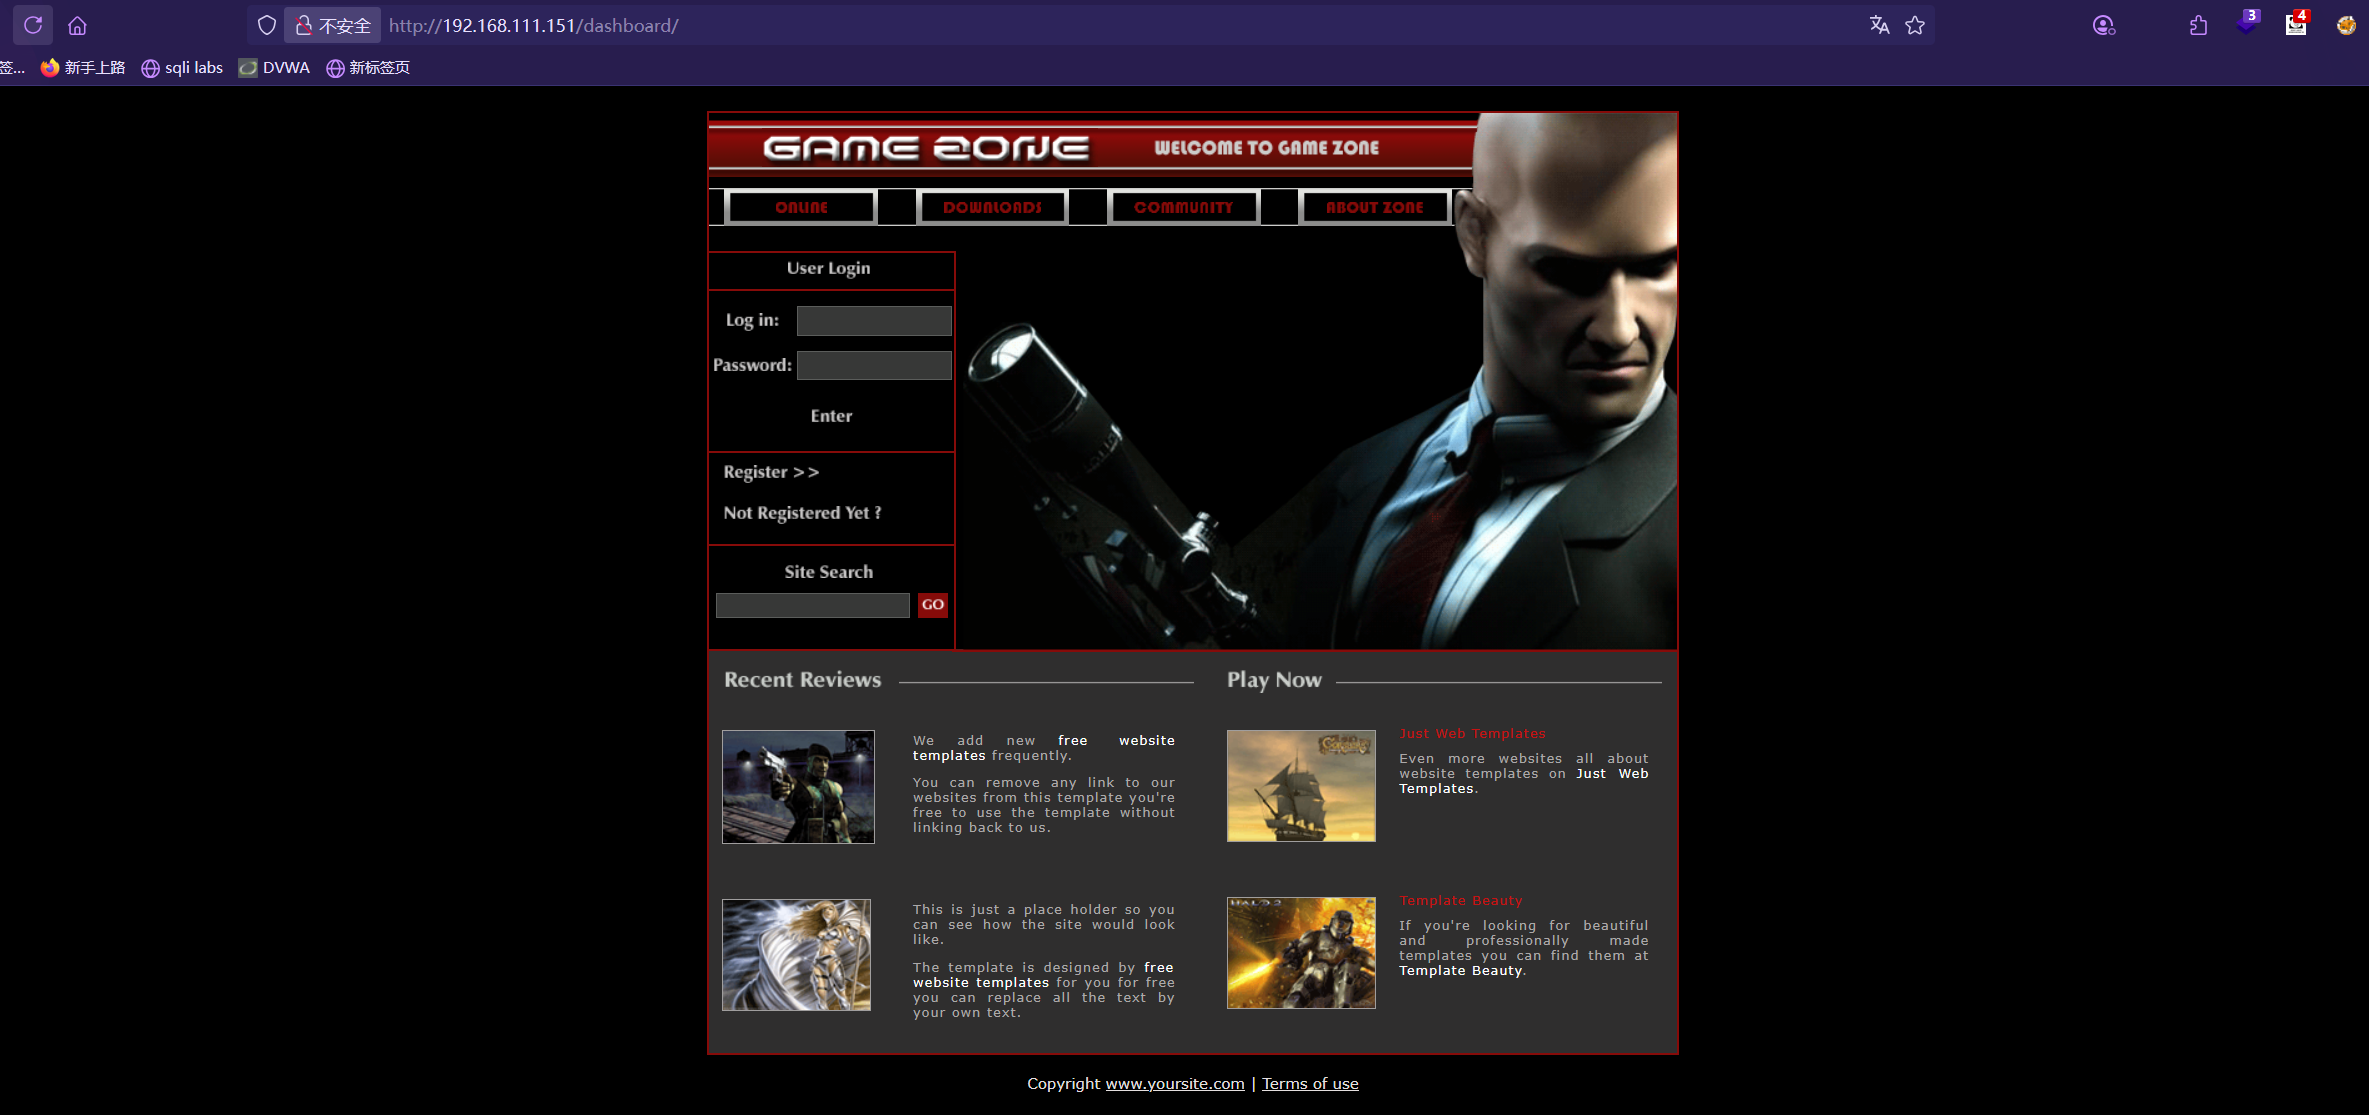 不安全 http://192.168.111.151/dashboard/
3
4
签... 新手上路 sqli labs DVWA 新标签页
GAME ZONE WELCOME TO GAME ZONE
ONLINE DOWNLOADS COMMUNITY ABOUT ZONE
User Login
Log in:
Password:
Enter
Register >>
Not Registered Yet ?
Site Search
GO
Recent Reviews
We add new free website
templates frequently.
You can remove any link to our
websites from this template you're
free to use the template without
linking back to us.
This is just a place holder so you
can see how the site would look
like.
The template is designed by free
website templates for you for free
you can replace all the text by
your own text.
Play Now
Just Web Templates
Even more websites all about
website templates on Just Web
Templates.
HALO 2
Template Beauty
If you're looking for beautiful
and professionally made
templates you can find them at
Template Beauty.
Copyright www.yoursite.com | Terms of use